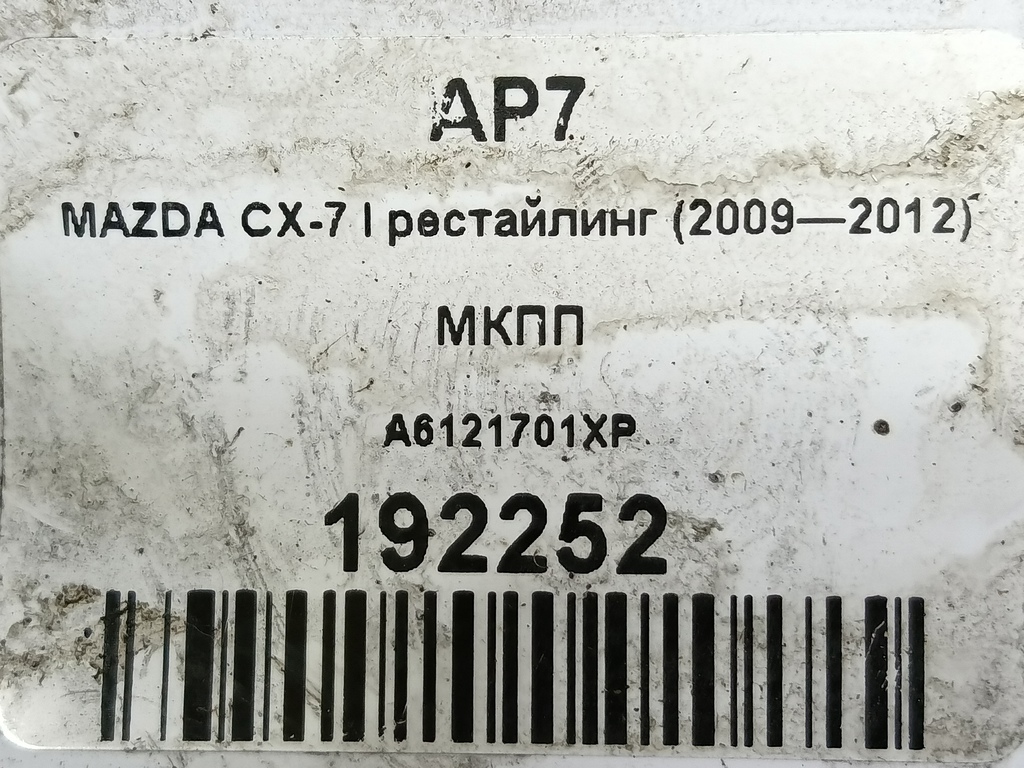 AP7
MAZDA CX-7 I рестайлинг (2009—2012)
МКПП
A6121701XP
192252